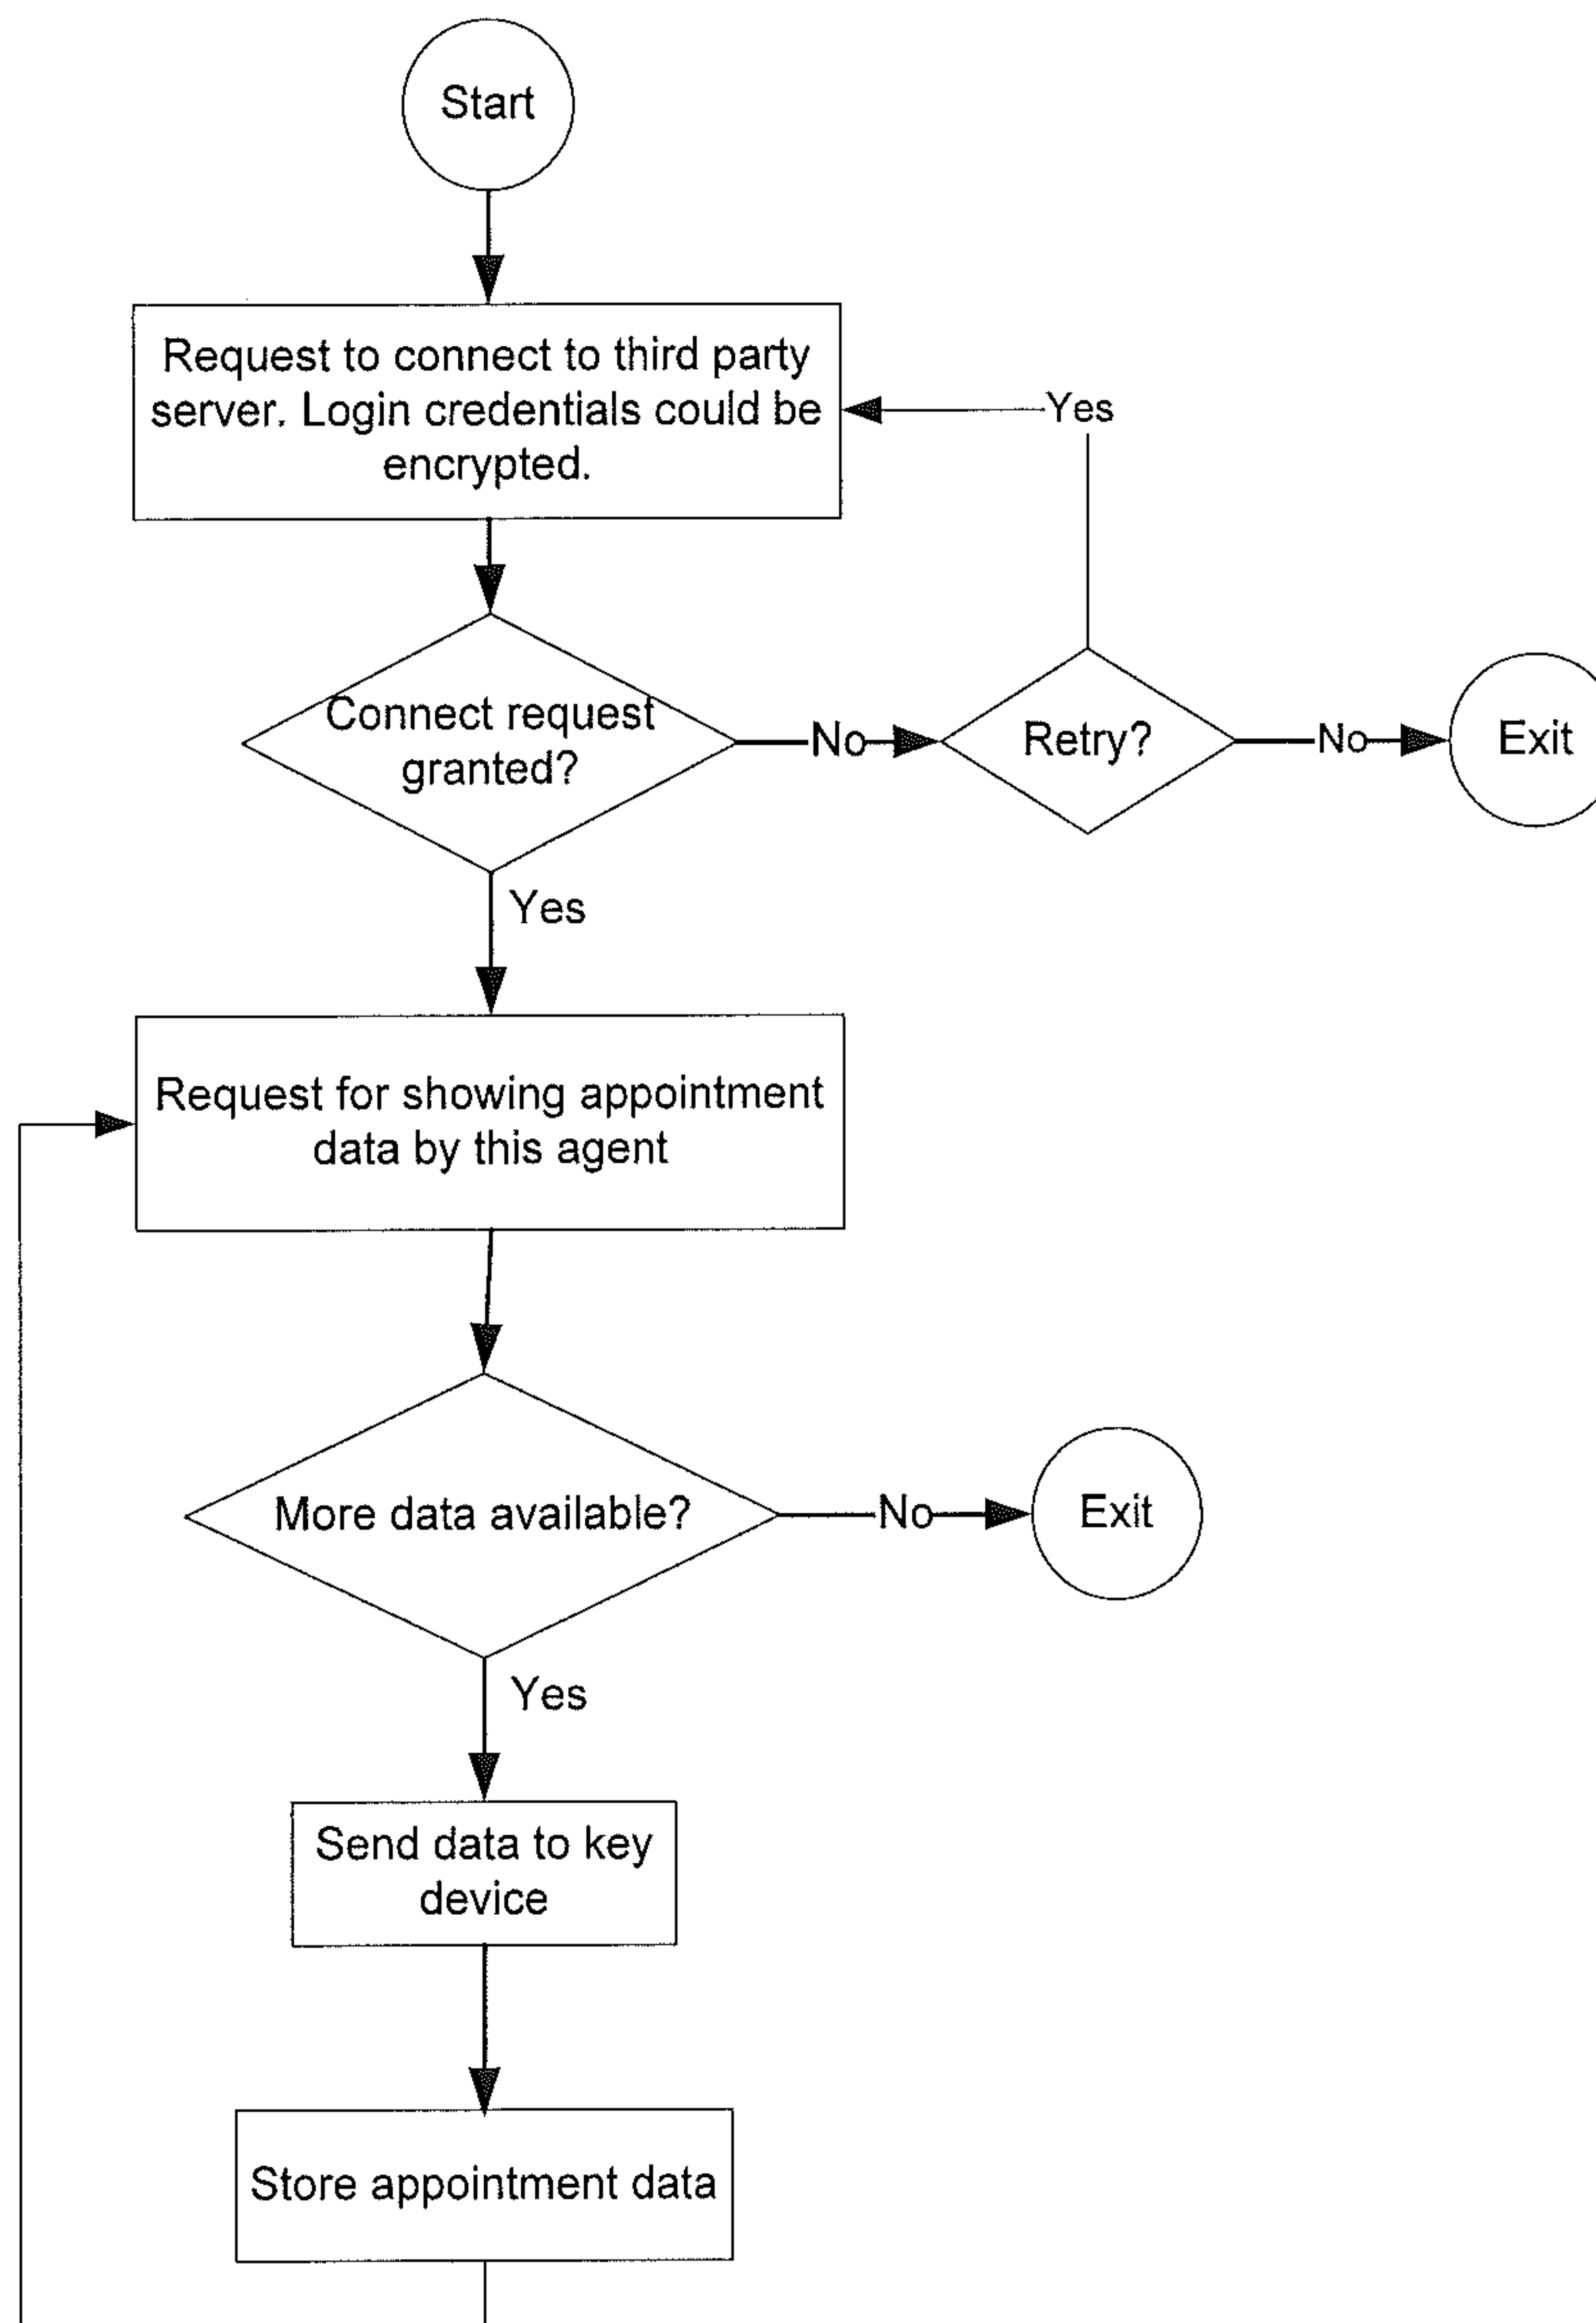 Start
Request to connect to third party
server. Login credentials could be
encrypted.
Yes
Connect request
granted?
No
Retry?
No
Exit
Yes
Request for showing appointment
data by this agent
More data available?
No
Exit
Yes
Send data to key
device
Store appointment data